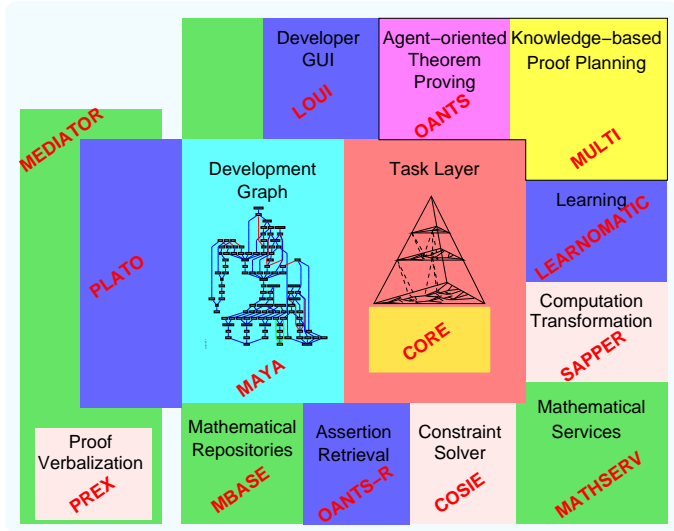 Developer
GUI
LOUI
Agent−oriented
Theorem
Proving
OANTS
Knowledge−based
Proof Planning
MULTI
MEDIATOR
PLATO
Development
Graph
MAYA
Task Layer
CORE
Learning
LEARNOMATIC
Computation
Transformation
SAPPER
Proof
Verbalization
PREX
Mathematical
Repositories
MBASE
Assertion
Retrieval
OANTS−R
Constraint
Solver
COSIE
Mathematical
Services
MATHSERV